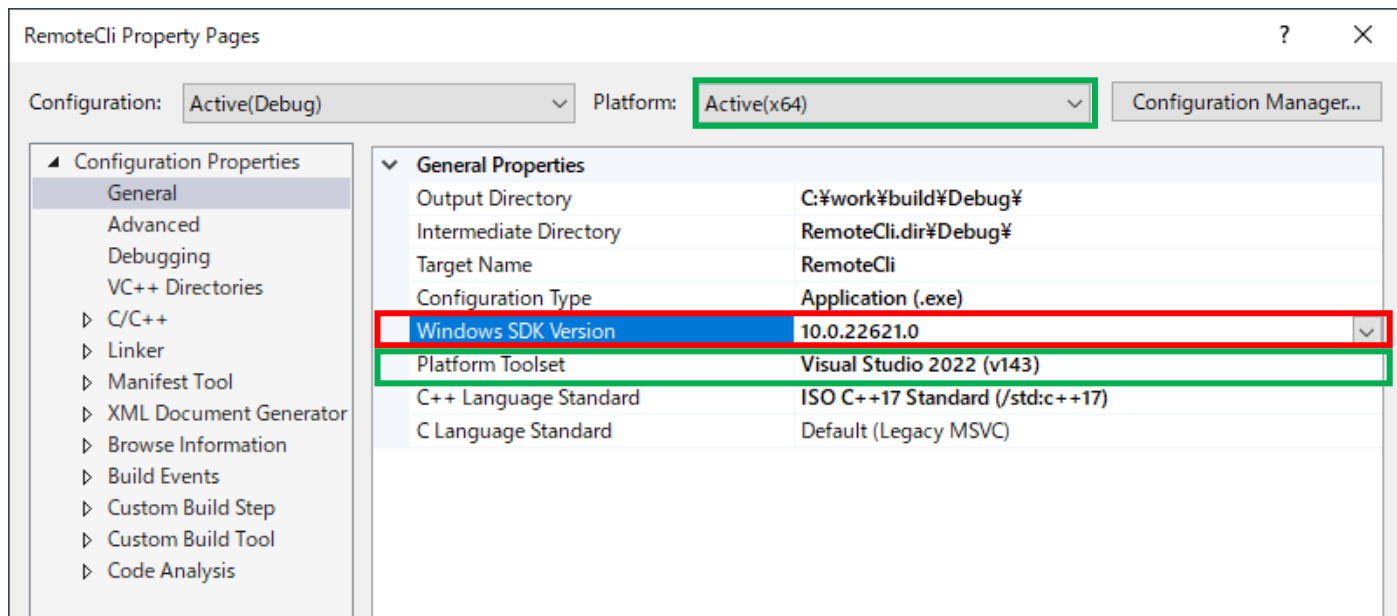 RemoteCli Property Pages ?
Configuration: Active(Debug) Platform: Active(x64) Configuration Manager...
Configuration Properties
General
Advanced
Debugging
VC++ Directories
C/C++
Linker
Manifest Tool
XML Document Generator
Browse Information
Build Events
Custom Build Step
Custom Build Tool
Code Analysis
General Properties
Output Directory C:¥work¥build¥Debug¥
Intermediate Directory RemoteCli.dir¥Debug¥
Target Name RemoteCli
Configuration Type Application (.exe)
Windows SDK Version 10.0.22621.0
Platform Toolset Visual Studio 2022 (v143)
C++ Language Standard ISO C++17 Standard (/std:c++17)
C Language Standard Default (Legacy MSVC)